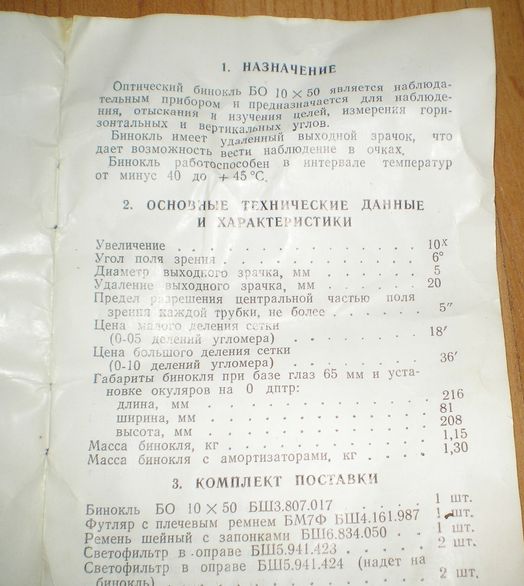 1. НАЗНАЧЕНИЕ
Оптический бинокль БО 10×50 является наблюда-
тельным прибором и предназначается для наблюде-
ния, отыскания и изучения целей, измерения гори-
зонтальных и вертикальных углов.
Бинокль имеет удаленный выходной зрачок, что
дает возможность вести наблюдение в очках.
Бинокль работоспособен в интервале температур
от минус 40 до +45°С.
2. ОСНОВНЫЕ ТЕХНИЧЕСКИЕ ДАННЫЕ
И ХАРАКТЕРИСТИКИ
Увеличение . . . . . . . . . . 10ˣ
Угол поля зрения . . . . . . . . 6°
Диаметр выходного зрачка, мм . . . . 5
Удаление выходного зрачка, мм . . . . 20
Предел разрешения центральной частью поля
зрения каждой трубки, не более . . . . 5″
Цена малого деления сетки
(0-05 делений угломера) . . . . . . 18′
Цена большого деления сетки
(0-10 делений угломера) . . . . . . 36′
Габариты бинокля при базе глаз 65 мм и уста-
новке окуляров на 0 дптр:
длина, мм . . . . . . . . 216
ширина, мм . . . . . . . . 81
высота, мм . . . . . . . . 208
Масса бинокля, кг . . . . . . . . 1,15
Масса бинокля с амортизаторами, кг . . . 1,30
3. КОМПЛЕКТ ПОСТАВКИ
Бинокль БО 10×50 БШ3.807.017 . . . . 1 шт.
Футляр с плечевым ремнем БМ7Ф БШ4.161.987 1 шт.
Ремень шейный с запонками БШ6.834.050 . . 1 шт.
Светофильтр в оправе БШ5.941.423 . . . . 2 шт.
Светофильтр в оправе БШ5.941.424 (надет на
бинокль) . . . . . . . . 2 шт.